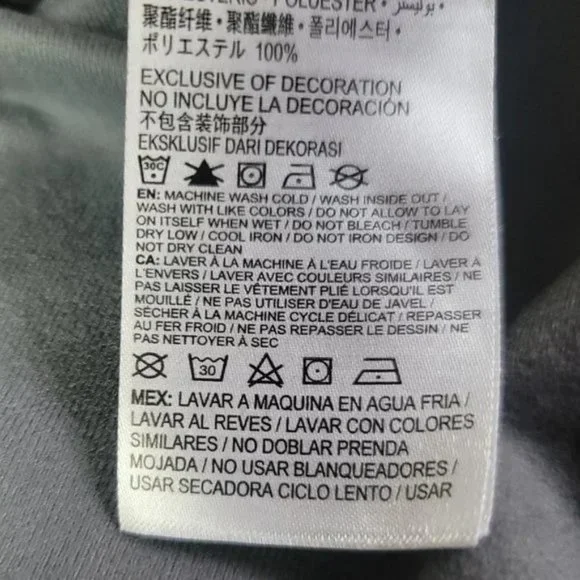 POLUESTER • بوليستر •
聚酯纤维 • 聚酯纖維 • 폴리에스터 •
ポリエステル 100%
EXCLUSIVE OF DECORATION
NO INCLUYE LA DECORACIÓN
不包含装饰部分
EKSKLUSIF DARI DEKORASI
30C
EN: MACHINE WASH COLD / WASH INSIDE OUT /
WASH WITH LIKE COLORS / DO NOT ALLOW TO LAY
ON ITSELF WHEN WET / DO NOT BLEACH / TUMBLE
DRY LOW / COOL IRON / DO NOT IRON DESIGN / DO
NOT DRY CLEAN
CA: LAVER À LA MACHINE À L'EAU FROIDE / LAVER À
L'ENVERS / LAVER AVEC COULEURS SIMILAIRES / NE
PAS LAISSER LE VÊTEMENT PLIÉ LORSQU'IL EST
MOUILLÉ / NE PAS UTILISER D'EAU DE JAVEL /
SÉCHER À LA MACHINE CYCLE DÉLICAT / REPASSER
AU FER FROID / NE PAS REPASSER LE DESSIN / NE
PAS NETTOYER À SEC
30
MEX: LAVAR A MAQUINA EN AGUA FRIA /
LAVAR AL REVES / LAVAR CON COLORES
SIMILARES / NO DOBLAR PRENDA
MOJADA / NO USAR BLANQUEADORES /
USAR SECADORA CICLO LENTO / USAR